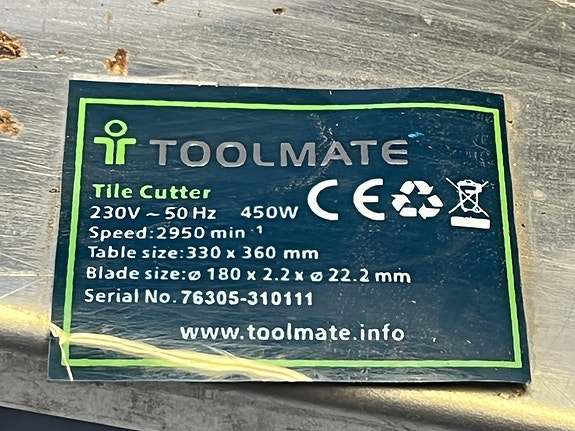 TOOLMATE
Tile Cutter
230V ~ 50 Hz 450W
CE
Speed:2950 min⁻¹
Table size:330 x 360 mm
Blade size:ø 180 x 2.2 x ø 22.2 mm
Serial No. 76305-310111
www.toolmate.info